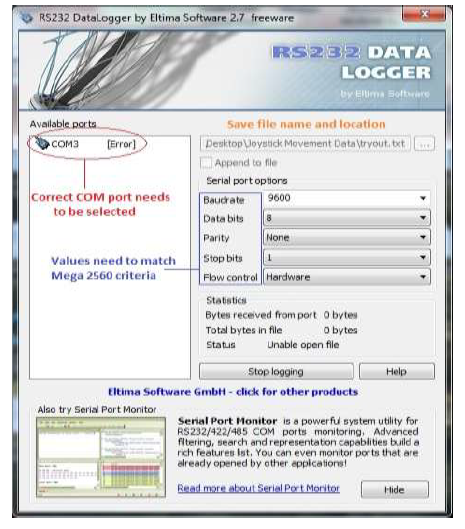 RS232 DataLogger by Eltima Software 2.7 freeware
RS232 DATA
LOGGER
by Eltima Software
Available ports
COM3 [Error]
Correct COM port needs
to be selected
Values need to match
Mega 2560 criteria
Save
file name and location
Desktop\Joystick Movement Data\tryout.txt ...
Append to file
Serial port options
Baudrate 9600
Data bits 8
Parity None
Stop bits 1
Flow control Hardware
Statistics
Bytes received from port 0 bytes
Total bytes in file 0 bytes
Status Unable open file
Stop logging Help
Eltima Software GmbH - click for other products
Also try Serial Port Monitor
Serial Port Monitor is a powerful system utility for
RS232/422/485 COM ports monitoring. Advanced
filtering, search and representation capabilities build a
rich features list. You can even monitor ports that are
already opened by other applications!
Read more about Serial Port Monitor Hide